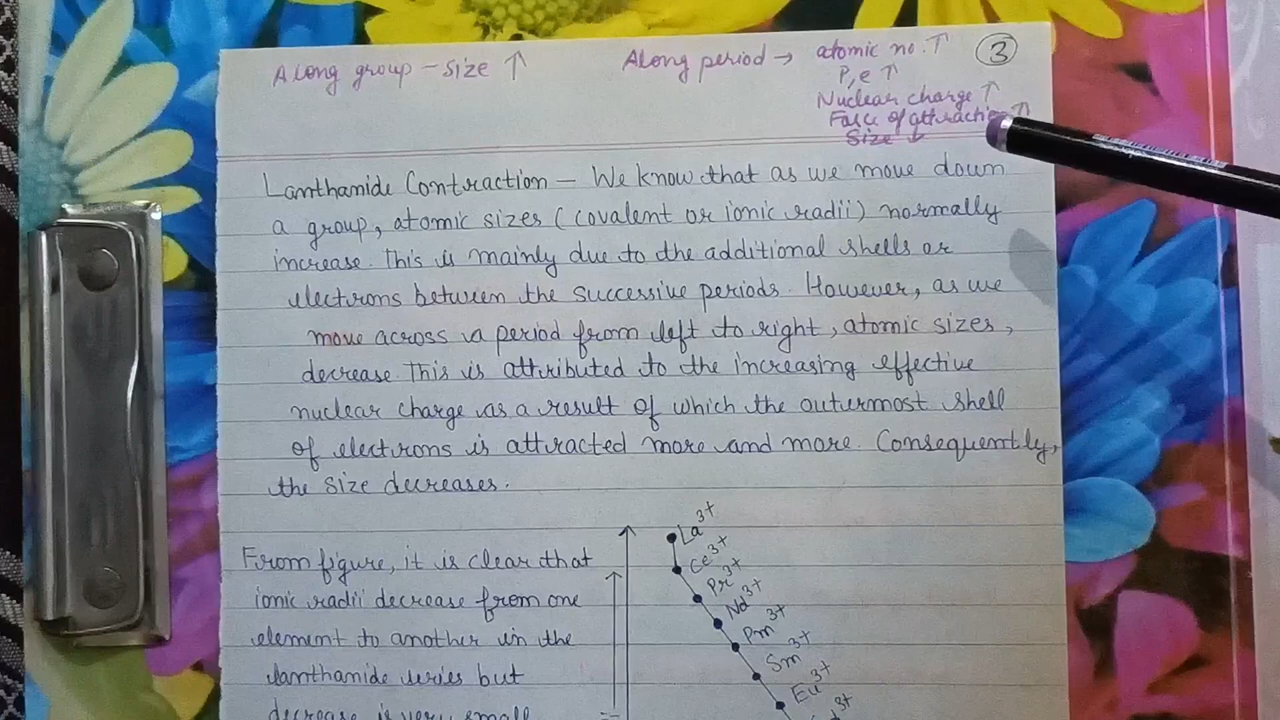 Along group - Size ↑
Along period → atomic no. ↑
P, e ↑
Nuclear charge ↑
Force of attraction ↑
Size ↓
3
Lanthanide Contraction – We know that as we move down
a group, atomic sizes (covalent or ionic radii) normally
increase. This is mainly due to the additional shells or
electrons between the successive periods. However, as we
move across a period from left to right, atomic sizes,
decrease. This is attributed to the increasing effective
nuclear charge as a result of which the outermost shell
of electrons is attracted more and more. Consequently,
the size decreases.
From figure, it is clear that
ionic radii decrease from one
element to another in the
lanthanide series but
decrease is very small
La³⁺
Ce³⁺
Pr³⁺
Nd³⁺
Pm³⁺
Sm³⁺
Eu³⁺